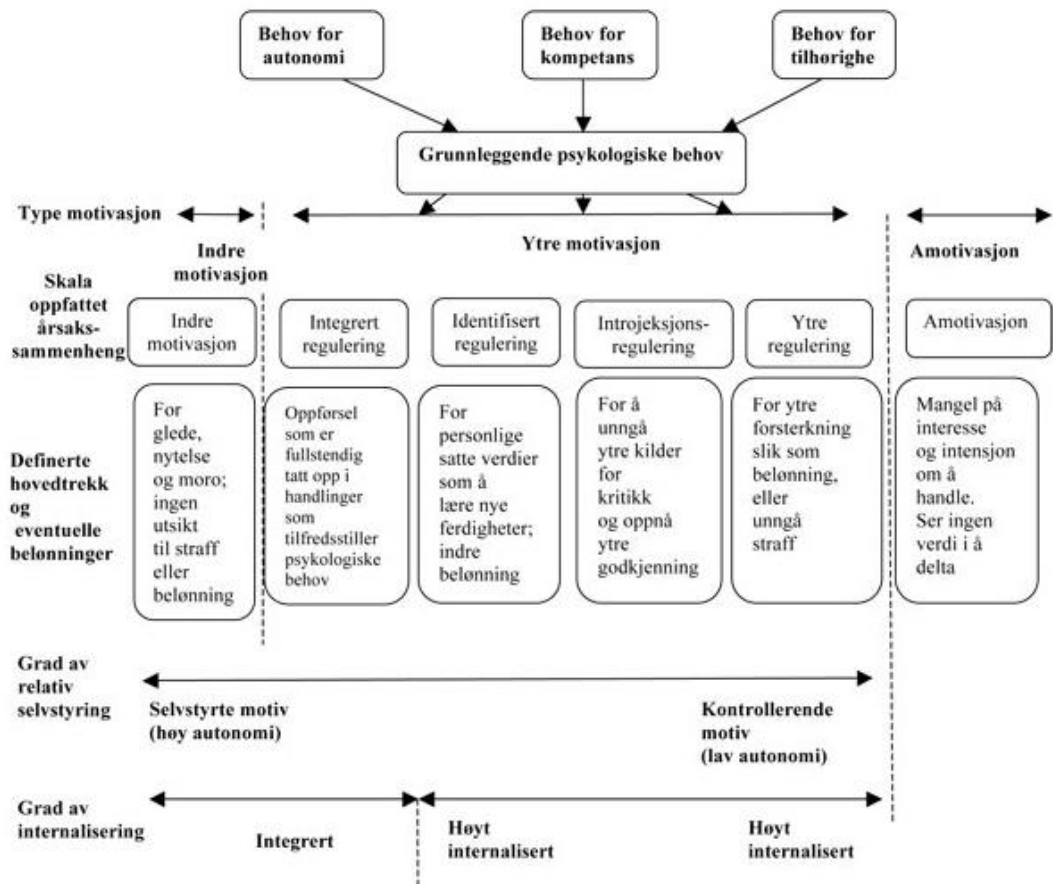 Behov for
autonomi
Behov for
kompetans
Behov for
tilhørighe
Grunnleggende psykologiske behov
Type motivasjon
Indre
motivasjon
Ytre motivasjon
Amotivasjon
Skala
oppfattet
årsaks-
sammenheng
Indre
motivasjon
Integrert
regulering
Identifisert
regulering
Introjeksjons-
regulering
Ytre
regulering
Amotivasjon
Definerte
hovedtrekk
og
eventuelle
belønninger
For
glede,
nytelse
og moro;
ingen
utsikt
til straff
eller
belønning
Oppførsel
som er
fullstendig
tatt opp i
handlinger
som
tilfredsstiller
psykologiske
behov
For
personlige
satte verdier
som å
lære nye
ferdigheter;
indre
belønning
For å
unngå
ytre kilder
for
kritikk
og oppnå
ytre
godkjenning
For ytre
forsterkning
slik som
belønning,
eller
unngå
straff
Mangel på
interesse
og intensjon
om å
handle.
Ser ingen
verdi i å
delta
Grad av
relativ
selvstyring
Selvstyrte motiv
(høy autonomi)
Kontrollerende
motiv
(lav autonomi)
Grad av
internalisering
Integrert
Høyt
internalisert
Høyt
internalisert